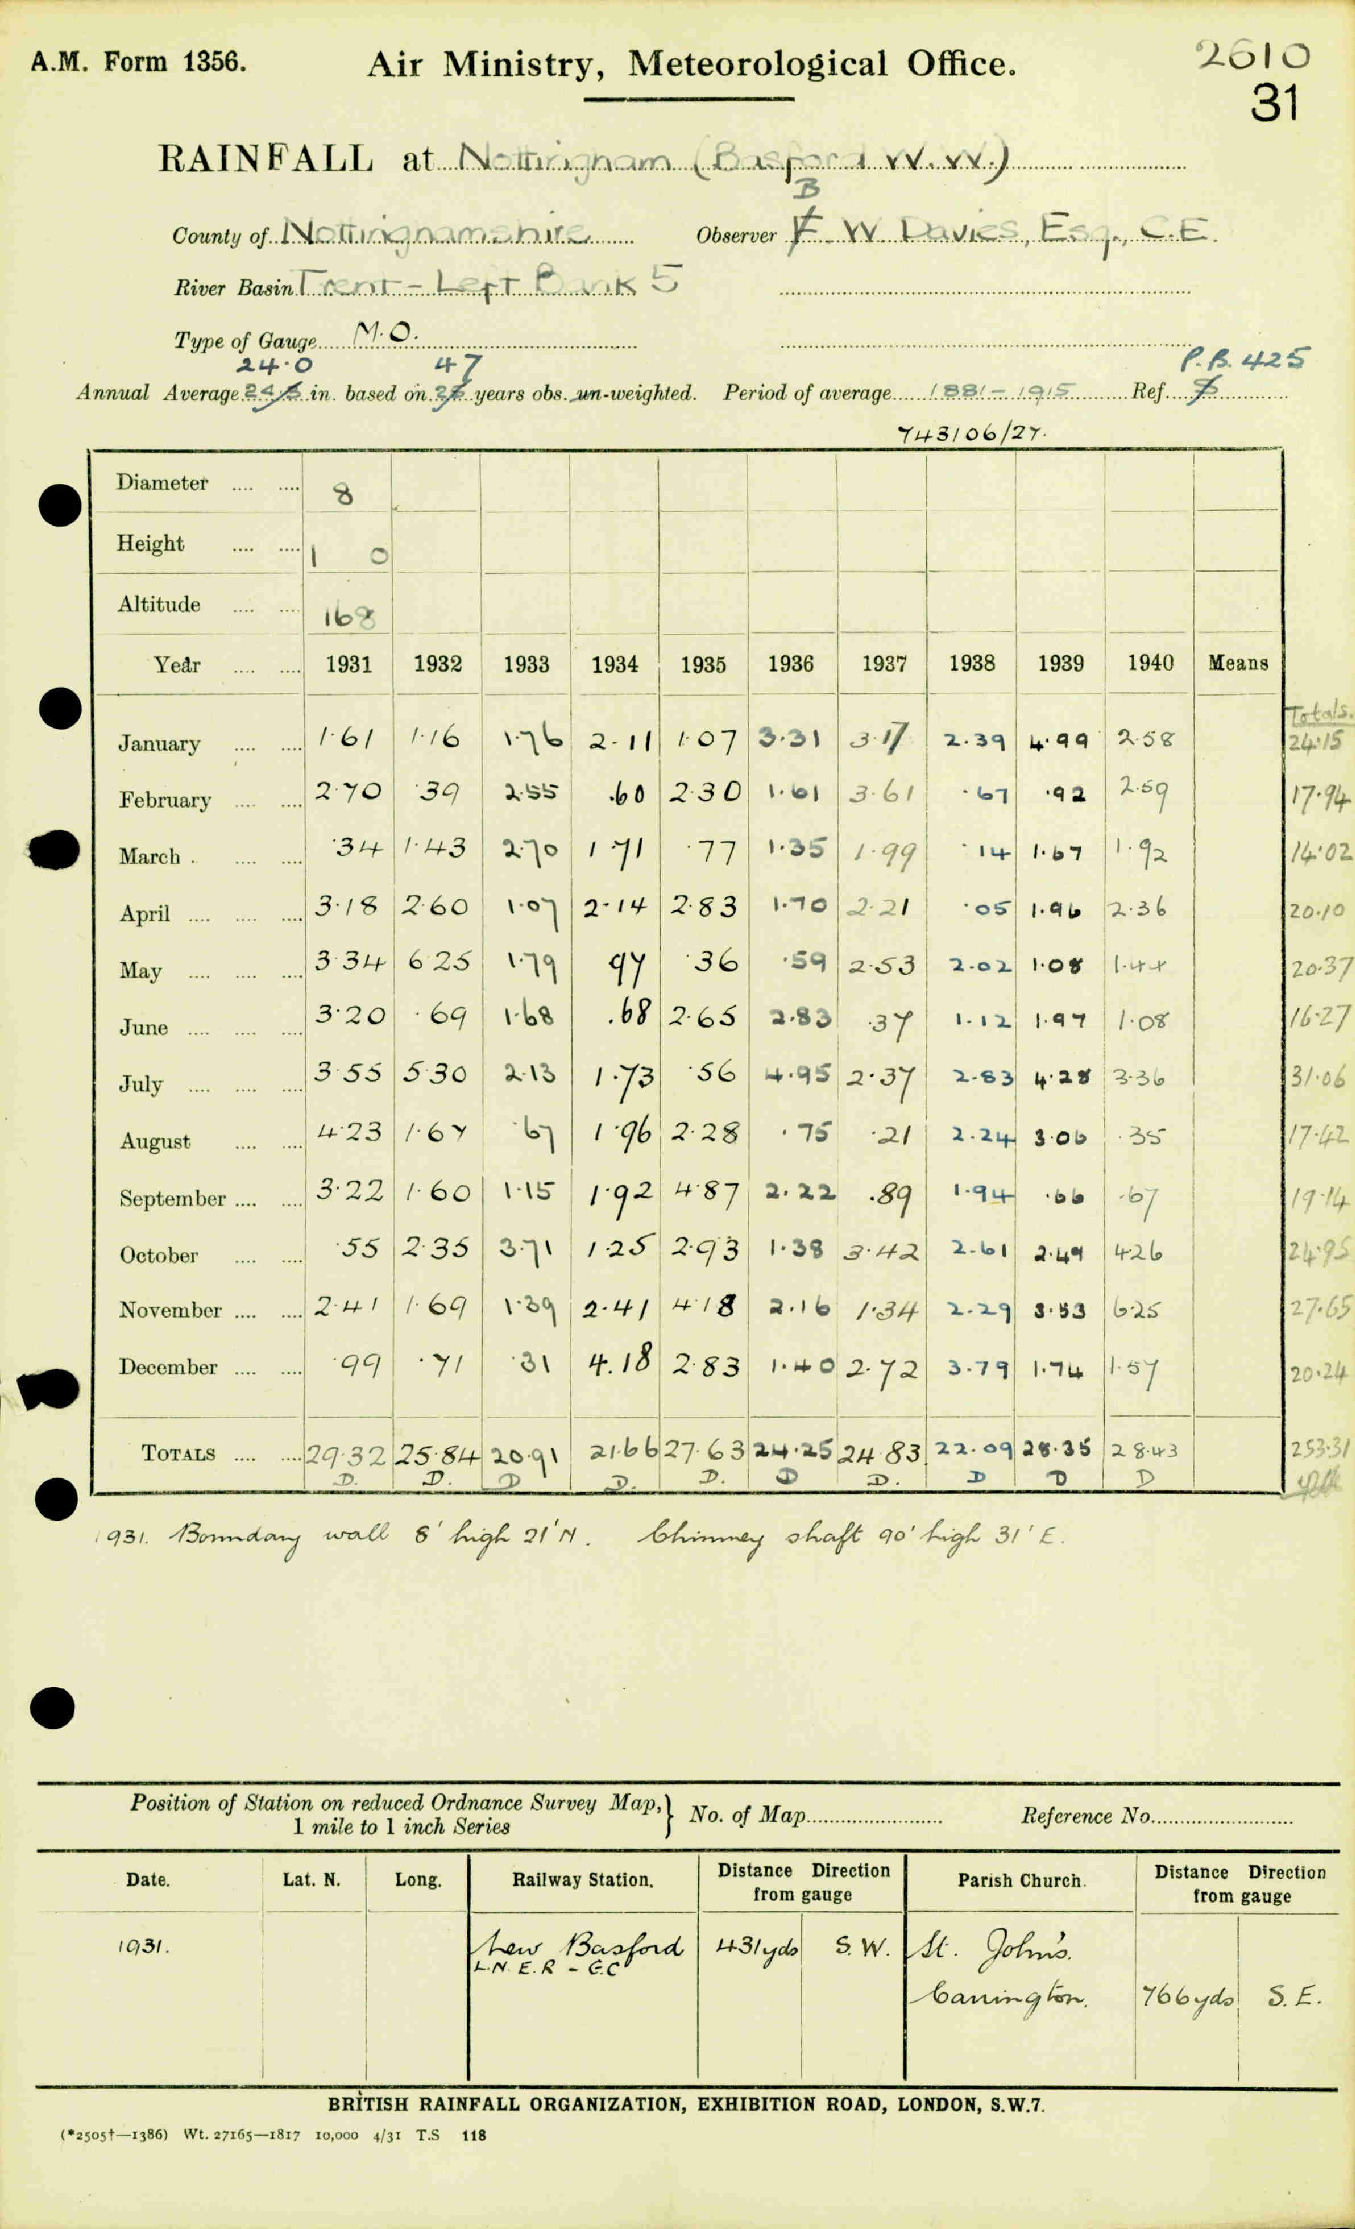 A.M. Form 1356. Air Ministry, Meteorological Office. 2610
31
RAINFALL at Nottingham (Basford W.W.)
B
County of Nottinghamshire Observer F W Davies, Esq., C.E.
River Basin Trent - Left Bank 5
Type of Gauge M.O.
24.0 47 P.B. 425
Annual Average in. based on years obs. un-weighted. Period of average 1881-1915 Ref.
743106/27.
Diameter .... .... 8
Height .... .... 1 0
Altitude .... .... 168
Year .... .... 1931 1932 1933 1934 1935 1936 1937 1938 1939 1940 Means
Totals.
January .... .... 1.61 1.16 1.76 2.11 1.07 3.31 3.17 2.39 4.99 2.58 24.15
February .... .... 2.70 .39 2.55 .60 2.30 1.61 3.61 .67 .92 2.59 17.94
March . .... .... .34 1.43 2.70 1.71 .77 1.35 1.99 .14 1.67 1.92 14.02
April .... .... .... 3.18 2.60 1.07 2.14 2.83 1.70 2.21 .05 1.96 2.36 20.10
May .... .... .... 3.34 6.25 1.79 97 .36 .59 2.53 2.02 1.08 1.44 20.37
June .... .... .... 3.20 .69 1.68 .68 2.65 2.83 .37 1.12 1.97 1.08 16.27
July .... .... .... 3.55 5.30 2.13 1.73 .56 4.95 2.37 2.83 4.28 3.36 31.06
August .... .... 4.23 1.67 .67 1.96 2.28 .75 .21 2.24 3.06 .35 17.42
September .... .... 3.22 1.60 1.15 1.92 4.87 2.22 .89 1.94 .66 .67 19.14
October .... .... .55 2.35 3.71 1.25 2.93 1.38 3.42 2.61 2.49 4.26 24.95
November .... .... 2.41 1.69 1.39 2.41 4.18 2.16 1.34 2.29 3.53 6.25 27.65
December .... .... .99 .71 .31 4.18 2.83 1.40 2.72 3.79 1.74 1.57 20.24
TOTALS .... .... 29.32 25.84 20.91 21.66 27.63 24.25 24.83 22.09 28.35 28.43 253.31
D. D. D D. D. D D. D D D
1931. Boundary wall 8' high 21' N. Chimney shaft 90' high 31' E.
Position of Station on reduced Ordnance Survey Map,} No. of Map Reference No.
1 mile to 1 inch Series
Date. Lat. N. Long. Railway Station. Distance Direction from gauge Parish Church. Distance Direction from gauge
1931. New Basford 431yds S.W. St. John's.
L.N.E.R - G.C
Carrington. 766yds S.E.
BRITISH RAINFALL ORGANIZATION, EXHIBITION ROAD, LONDON, S.W.7.
(*2505†—1386) Wt. 27165—1817 10,000 4/31 T.S 118